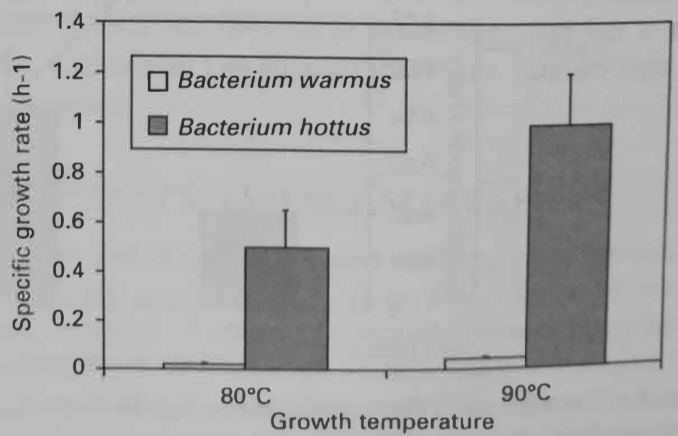 1.4
1.2
1
0.8
0.6
0.4
0.2
0
Specific growth rate (h-1)
Bacterium warmus
Bacterium hottus
80°C
90°C
Growth temperature